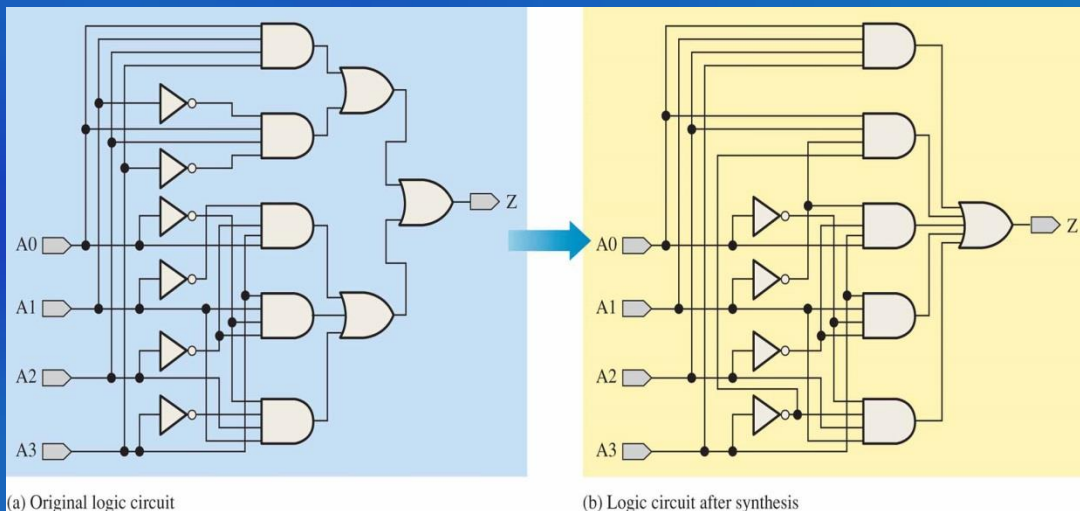 Z
A0
A1
A2
A3
(a) Original logic circuit
Z
A0
A1
A2
A3
(b) Logic circuit after synthesis